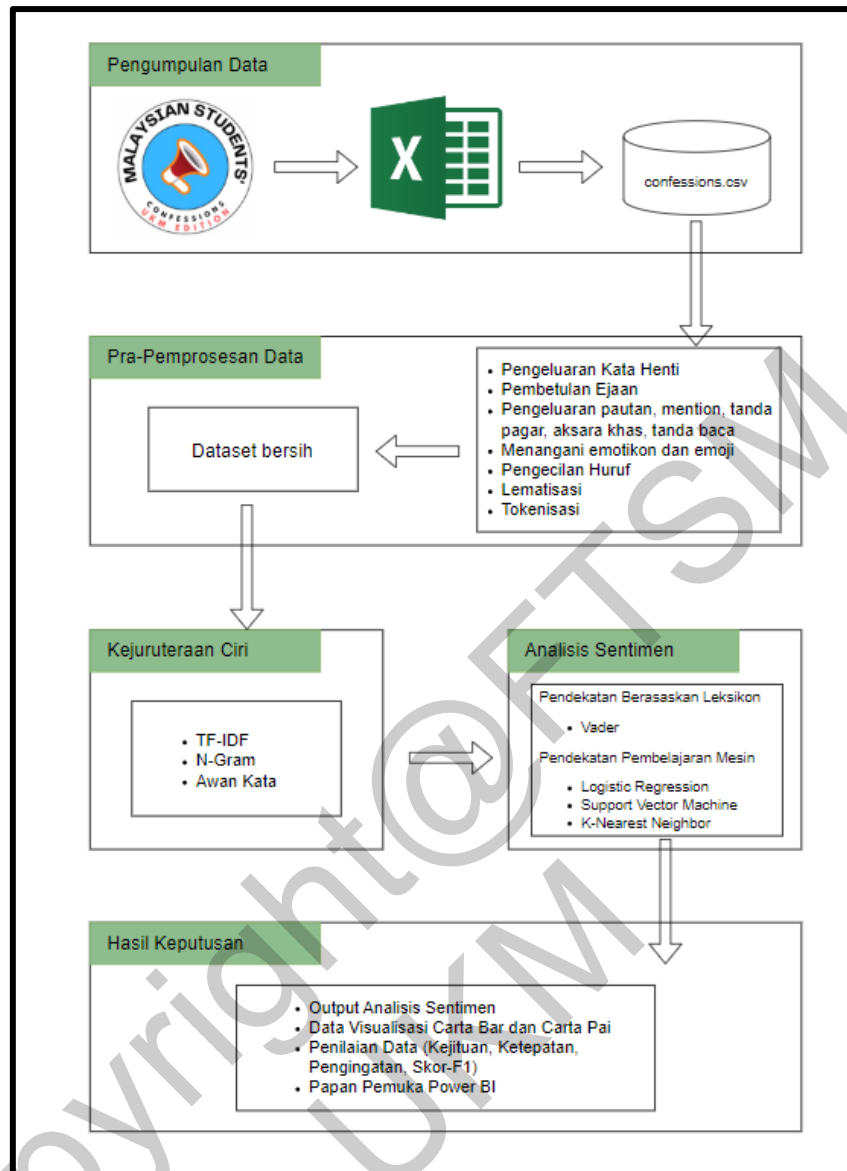 Pengumpulan Data
MALAYSIAN STUDENTS'
CONFESSIONS
UKM EDITION
X
confessions.csv
Pra-Pemprosesan Data
• Pengeluaran Kata Henti
• Pembetulan Ejaan
• Pengeluaran pautan, mention, tanda
pagar, aksara khas, tanda baca
• Menangani emotikon dan emoji
• Pengecilan Huruf
• Lematisasi
• Tokenisasi
Dataset bersih
Kejuruteraan Ciri
• TF-IDF
• N-Gram
• Awan Kata
Analisis Sentimen
Pendekatan Berasaskan Leksikon
• Vader
Pendekatan Pembelajaran Mesin
• Logistic Regression
• Support Vector Machine
• K-Nearest Neighbor
Hasil Keputusan
• Output Analisis Sentimen
• Data Visualisasi Carta Bar dan Carta Pai
• Penilaian Data (Kejituan, Ketepatan,
Pengingatan, Skor-F1)
• Papan Pemuka Power BI
pyright@FTSM
UKM